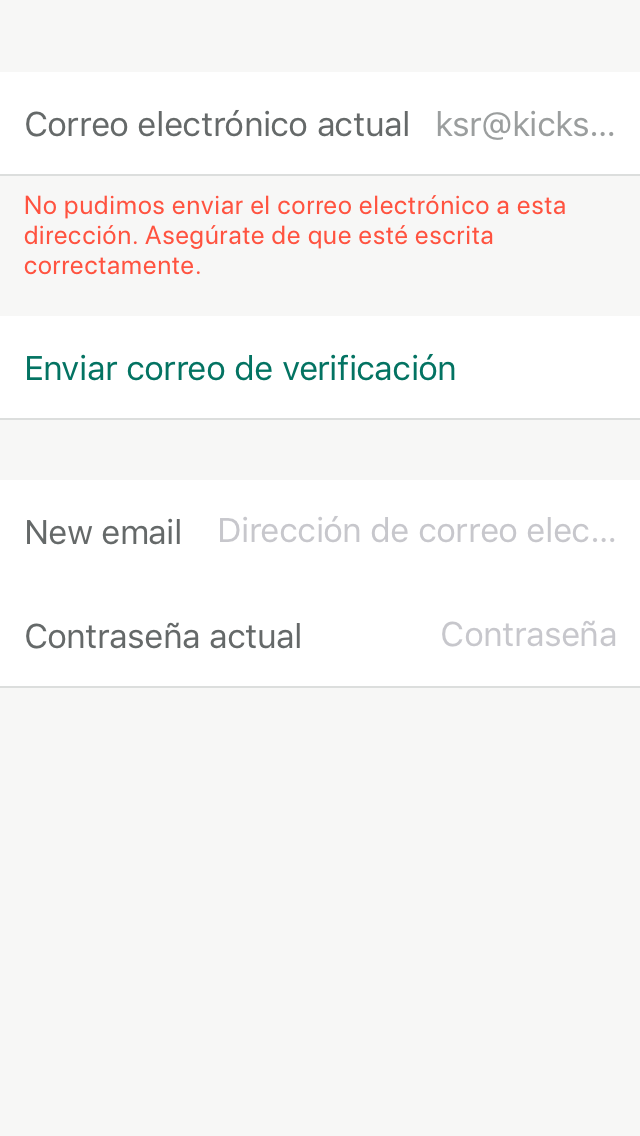 Correo electrónico actual ksr@kicks...
No pudimos enviar el correo electrónico a esta
dirección. Asegúrate de que esté escrita
correctamente.
Enviar correo de verificación
New email Dirección de correo elec...
Contraseña actual Contraseña